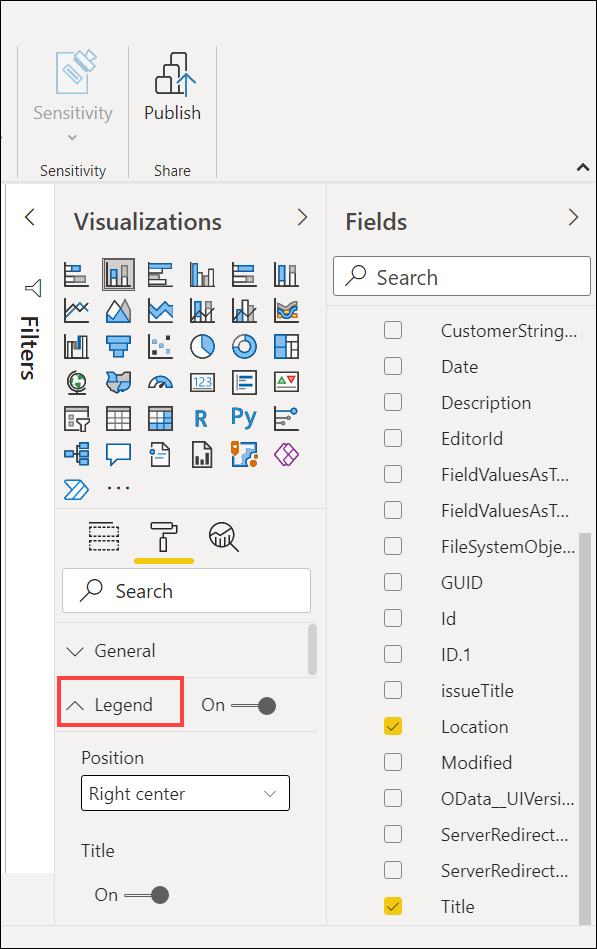 Sensitivity
Publish
Sensitivity
Share
Visualizations
Fields
Search
Filters
123
R
Py
CustomerString...
Date
Description
EditorId
FieldValuesAsT...
FieldValuesAsT...
FileSystemObje...
GUID
Id
ID.1
issueTitle
Location
Modified
OData__UIVersi...
ServerRedirect...
ServerRedirect...
Title
Search
General
Legend
On
Position
Right center
Title
On